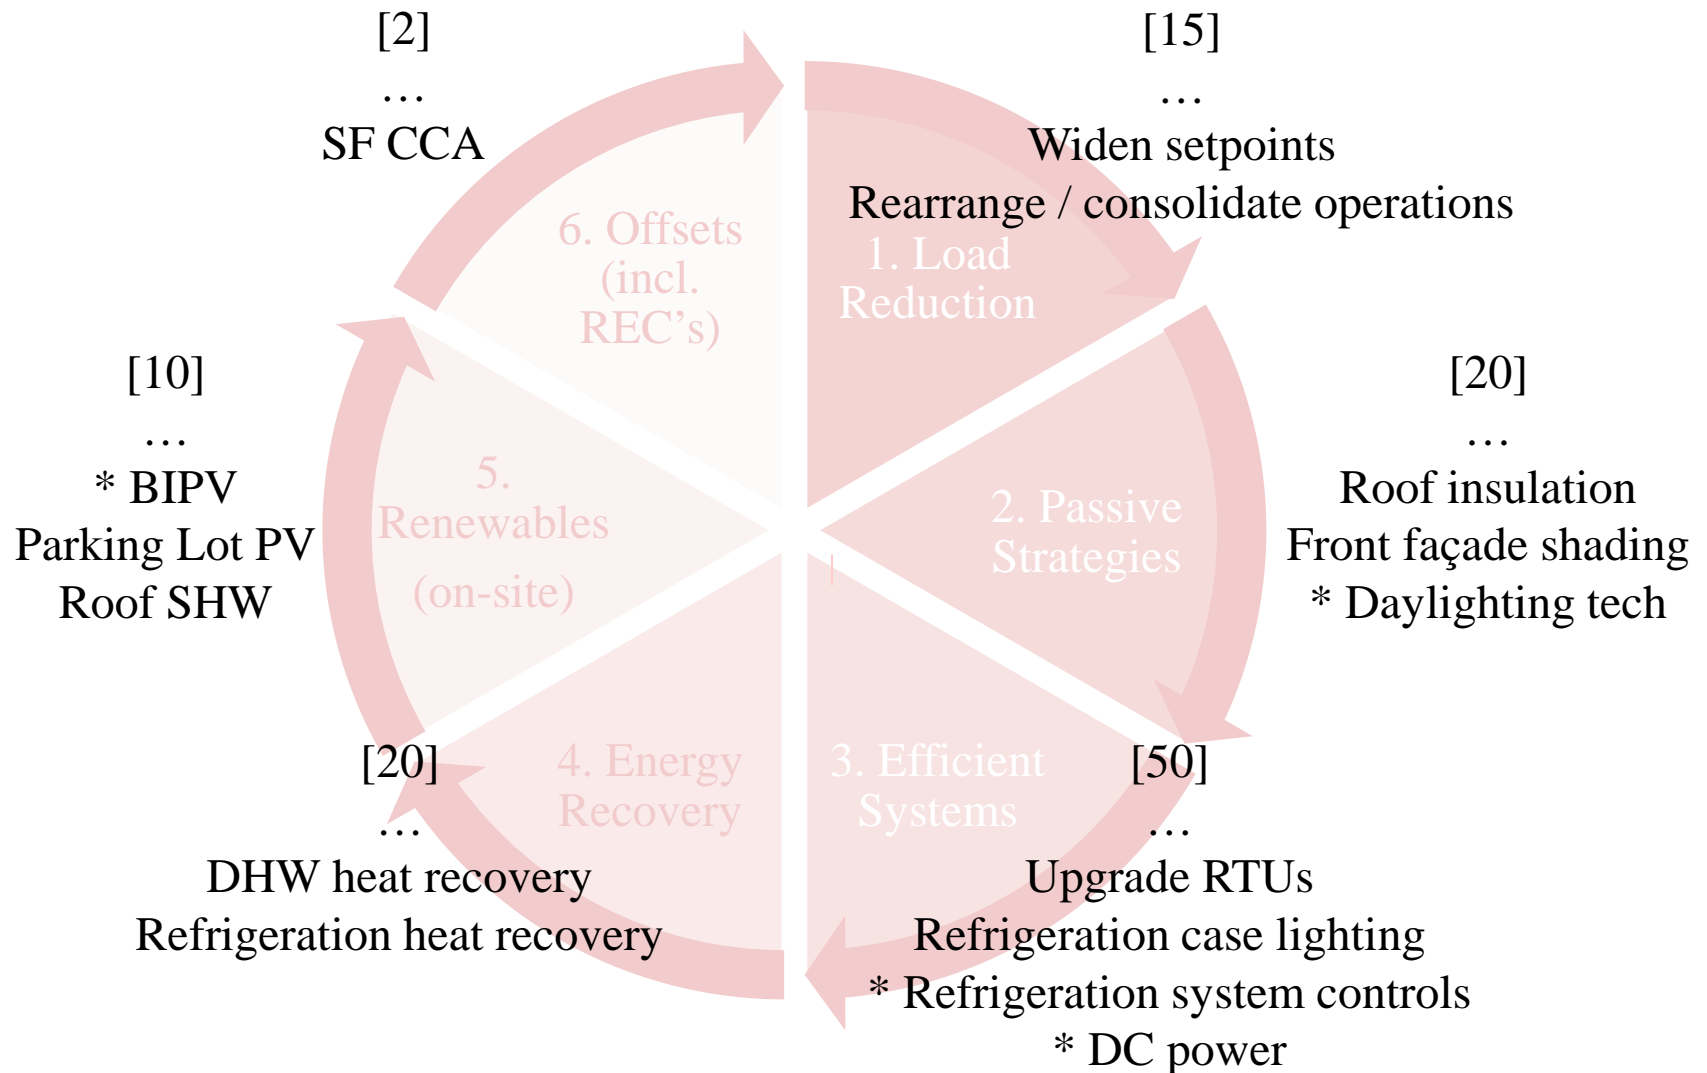 [2]
…
SF CCA
[15]
…
Widen setpoints
Rearrange / consolidate operations
6. Offsets
(incl.
REC’s)
1. Load
Reduction
[10]
…
* BIPV
Parking Lot PV
Roof SHW
5.
Renewables
(on-site)
2. Passive
Strategies
[20]
…
Roof insulation
Front façade shading
* Daylighting tech
[20]
…
DHW heat recovery
Refrigeration heat recovery
4. Energy
Recovery
3. Efficient
Systems
[50]
…
Upgrade RTUs
Refrigeration case lighting
* Refrigeration system controls
* DC power